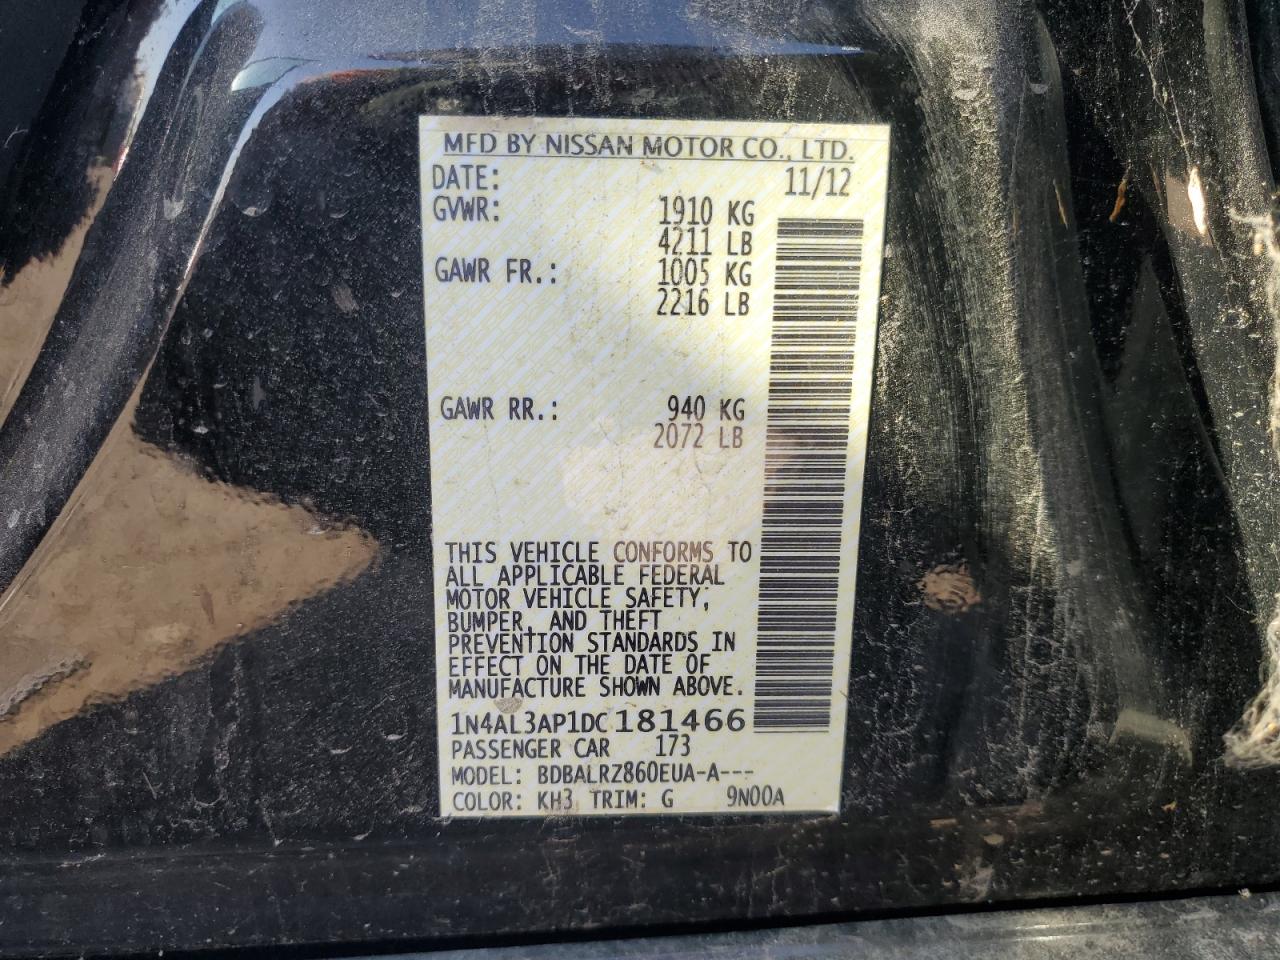 MFD BY NISSAN MOTOR CO., LTD.
DATE: 11/12
GVWR: 1910 KG
4211 LB
GAWR FR.: 1005 KG
2216 LB
GAWR RR.: 940 KG
2072 LB
THIS VEHICLE CONFORMS TO
ALL APPLICABLE FEDERAL
MOTOR VEHICLE SAFETY,
BUMPER, AND THEFT
PREVENTION STANDARDS IN
EFFECT ON THE DATE OF
MANUFACTURE SHOWN ABOVE.
1N4AL3AP1DC181466
PASSENGER CAR 173
MODEL: BDBALRZ860EUA-A---
COLOR: KH3 TRIM: G 9N00A